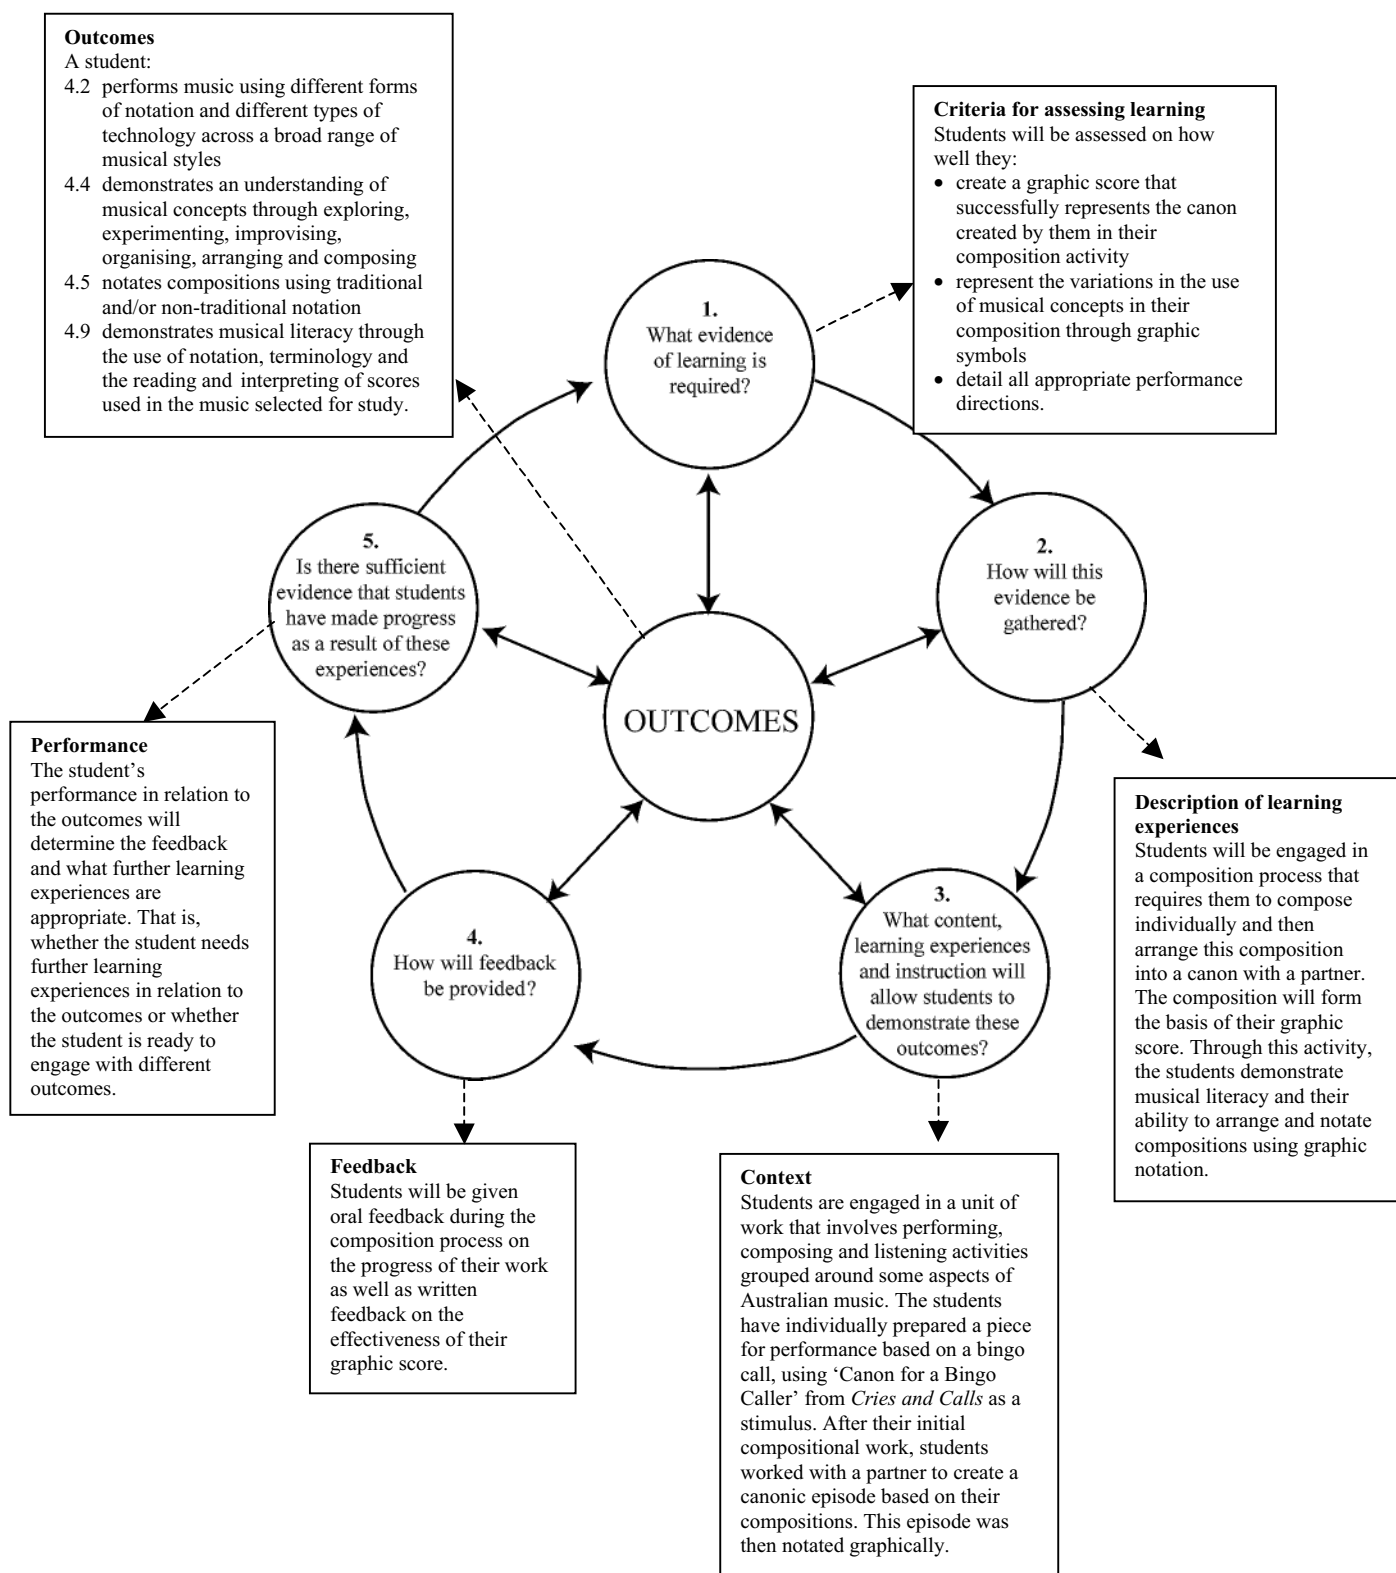 Outcomes
A student:
4.2 performs music using different forms
of notation and different types of
technology across a broad range of
musical styles
4.4 demonstrates an understanding of
musical concepts through exploring,
experimenting, improvising,
organising, arranging and composing
4.5 notates compositions using traditional
and/or non-traditional notation
4.9 demonstrates musical literacy through
the use of notation, terminology and
the reading and interpreting of scores
used in the music selected for study.
Criteria for assessing learning
Students will be assessed on how
well they:
• create a graphic score that
successfully represents the canon
created by them in their
composition activity
• represent the variations in the use
of musical concepts in their
composition through graphic
symbols
• detail all appropriate performance
directions.
1.
What evidence
of learning is
required?
2.
How will this
evidence be
gathered?
5.
Is there sufficient
evidence that students
have made progress
as a result of these
experiences?
OUTCOMES
Performance
The student’s
performance in relation to
the outcomes will
determine the feedback
and what further learning
experiences are
appropriate. That is,
whether the student needs
further learning
experiences in relation to
the outcomes or whether
the student is ready to
engage with different
outcomes.
Description of learning
experiences
Students will be engaged in
a composition process that
requires them to compose
individually and then
arrange this composition
into a canon with a partner.
The composition will form
the basis of their graphic
score. Through this activity,
the students demonstrate
musical literacy and their
ability to arrange and notate
compositions using graphic
notation.
3.
What content,
learning experiences
and instruction will
allow students to
demonstrate these
outcomes?
4.
How will feedback
be provided?
Feedback
Students will be given
oral feedback during the
composition process on
the progress of their work
as well as written
feedback on the
effectiveness of their
graphic score.
Context
Students are engaged in a unit of
work that involves performing,
composing and listening activities
grouped around some aspects of
Australian music. The students
have individually prepared a piece
for performance based on a bingo
call, using ‘Canon for a Bingo
Caller’ from Cries and Calls as a
stimulus. After their initial
compositional work, students
worked with a partner to create a
canonic episode based on their
compositions. This episode was
then notated graphically.